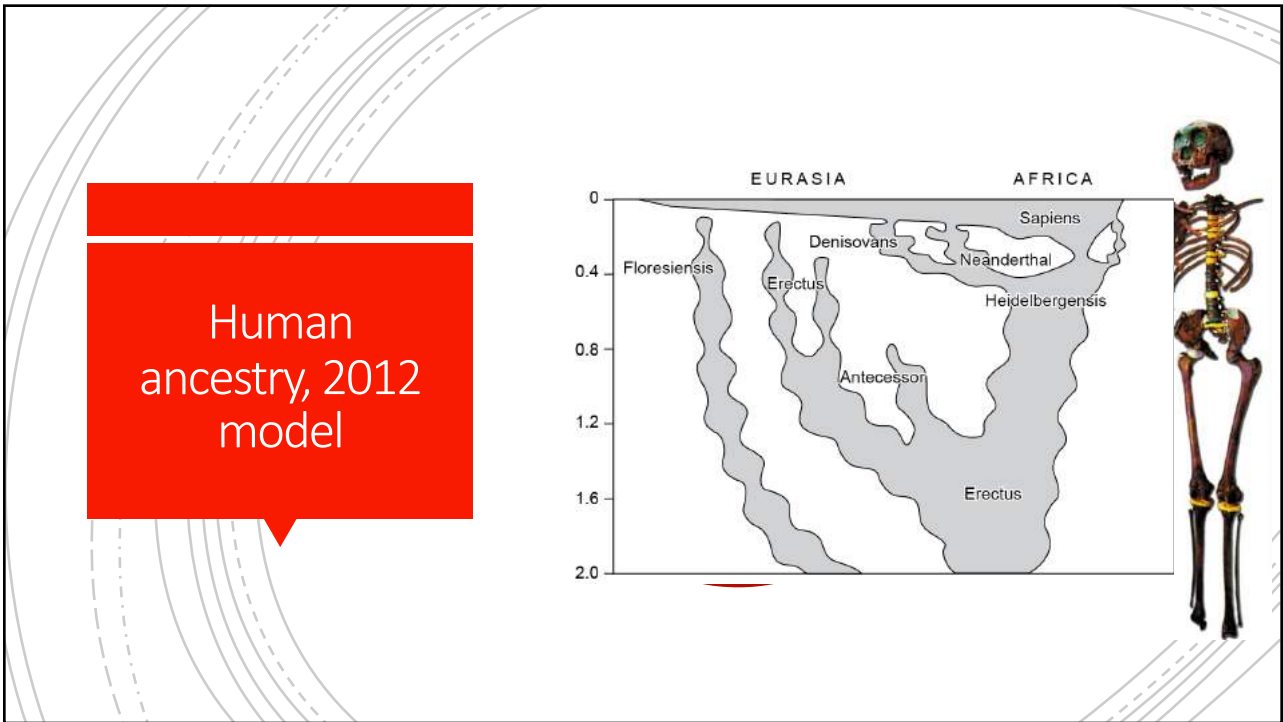 Human
ancestry, 2012
model
EURASIA AFRICA
0
Sapiens
Denisovans
Neanderthal
Floresiensis
0.4
Erectus
Heidelbergensis
0.8
Antecessor
1.2
Erectus
1.6
2.0